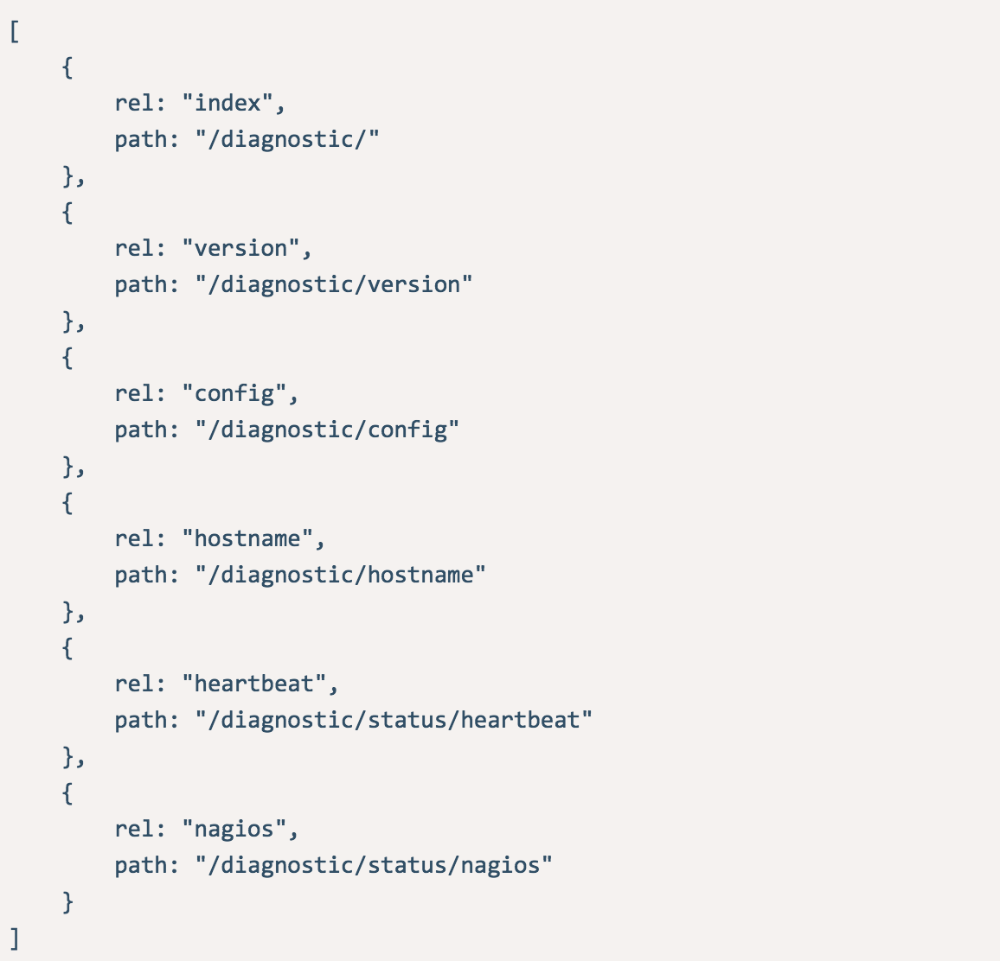 [
    {
        rel: "index",
        path: "/diagnostic/"
    },
    {
        rel: "version",
        path: "/diagnostic/version"
    },
    {
        rel: "config",
        path: "/diagnostic/config"
    },
    {
        rel: "hostname",
        path: "/diagnostic/hostname"
    },
    {
        rel: "heartbeat",
        path: "/diagnostic/status/heartbeat"
    },
    {
        rel: "nagios",
        path: "/diagnostic/status/nagios"
    }
]